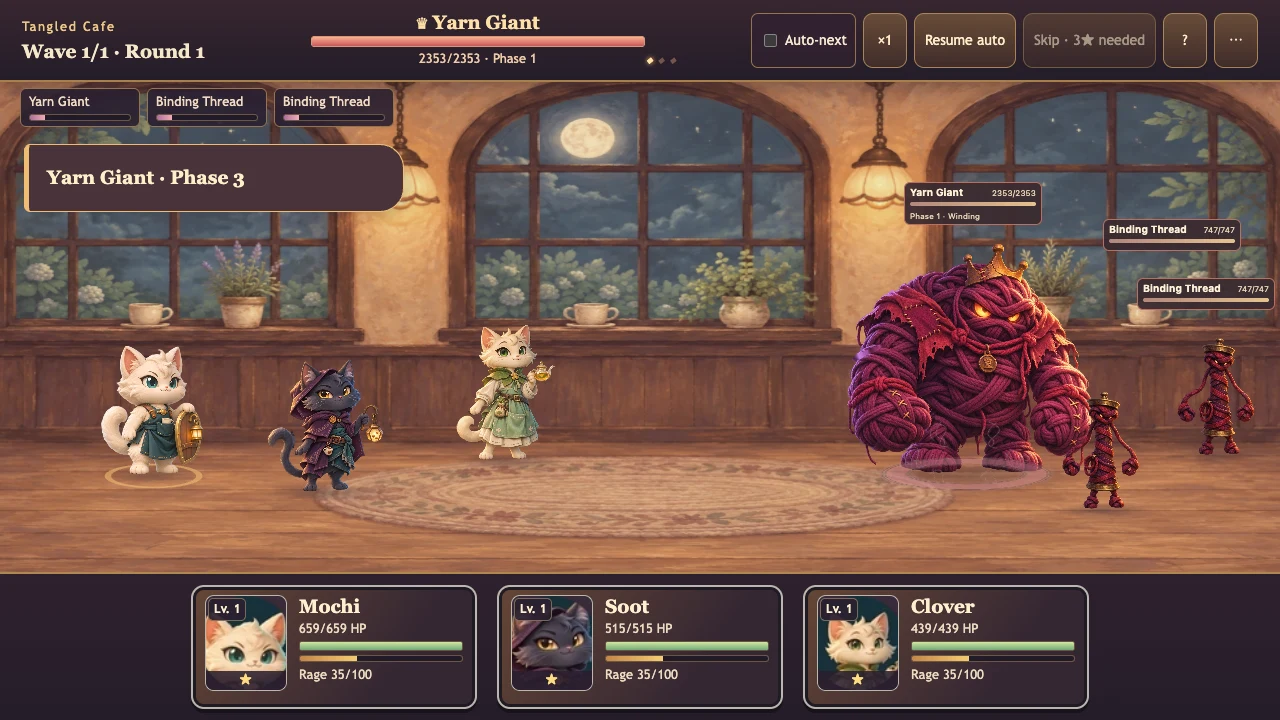 Tangled Cafe
Wave 1/1 · Round 1
♛ Yarn Giant
2353/2353 · Phase 1
Auto-next
×1
Resume auto
Skip · 3★ needed
?
···
Yarn Giant
Binding Thread
Binding Thread
Yarn Giant · Phase 3
Yarn Giant 2353/2353
Phase 1 · Winding
Binding Thread 747/747
Binding Thread 747/747
Lv. 1
Mochi
659/659 HP
Rage 35/100
Lv. 1
Soot
515/515 HP
Rage 35/100
Lv. 1
Clover
439/439 HP
Rage 35/100